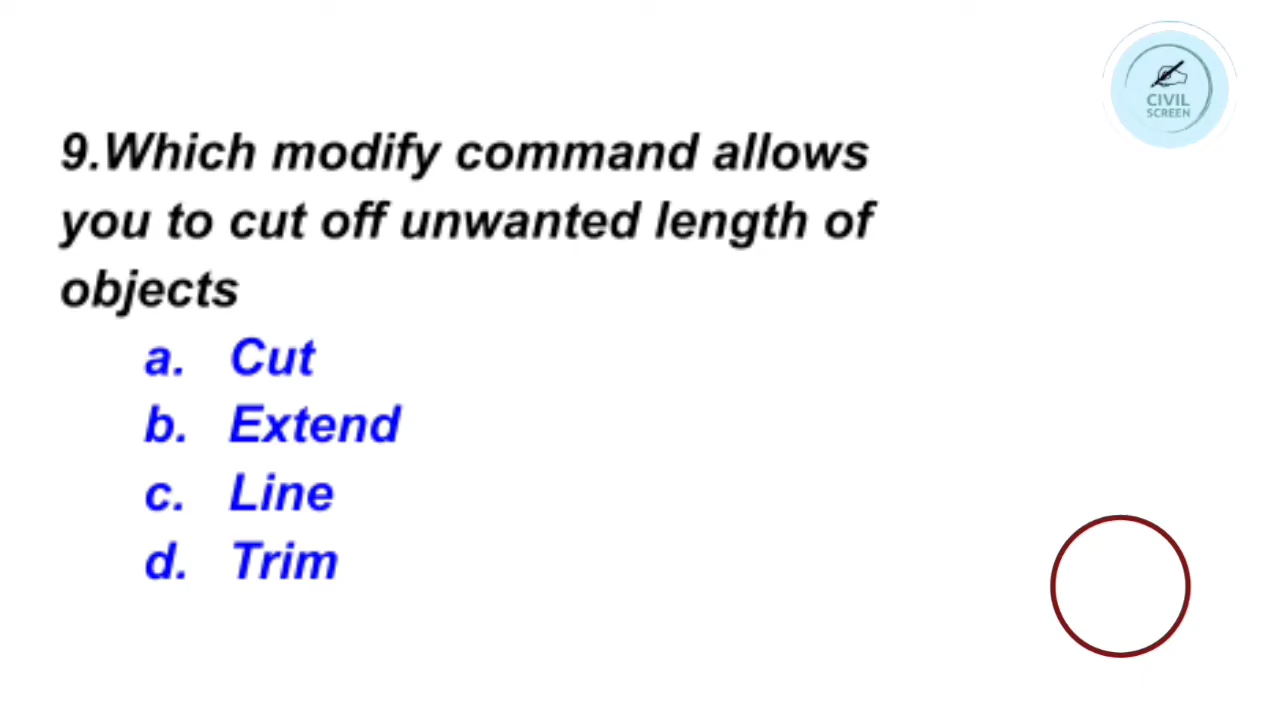 CIVIL
SCREEN
9.Which modify command allows
you to cut off unwanted length of
objects
a. Cut
b. Extend
c. Line
d. Trim